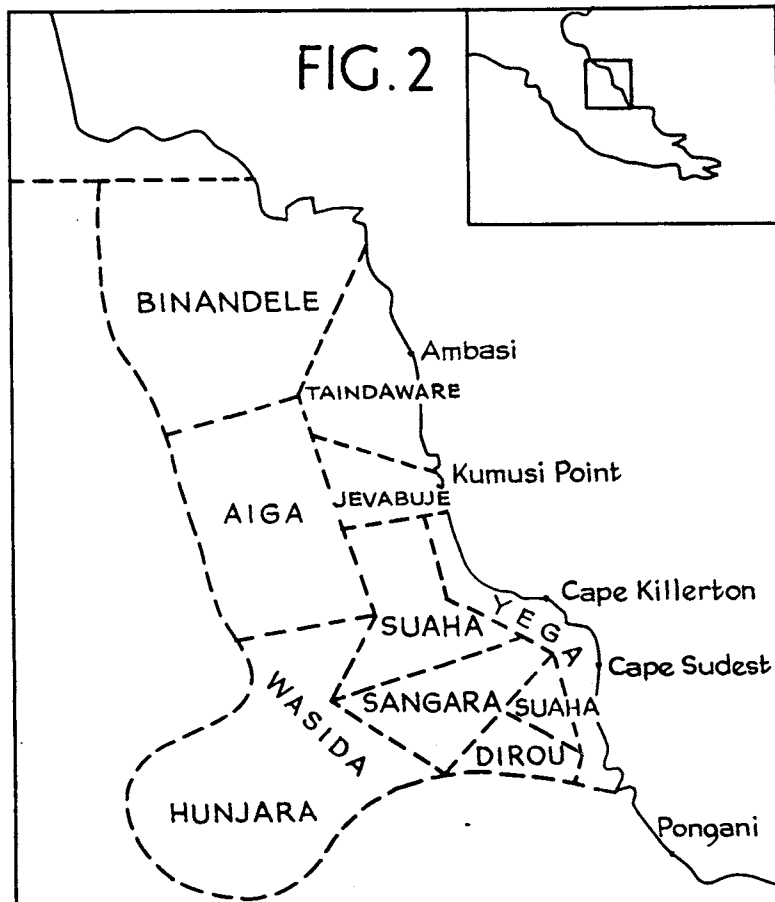 FIG. 2
BINANDELE
Ambasi
TAINDAWARE
Kumusi Point
JEVABUJE
AIGA
Cape Killerton
YEGA
SUAHA
Cape Sudest
WASIDA
SANGARA
SUAHA
DIROU
HUNJARA
Pongani